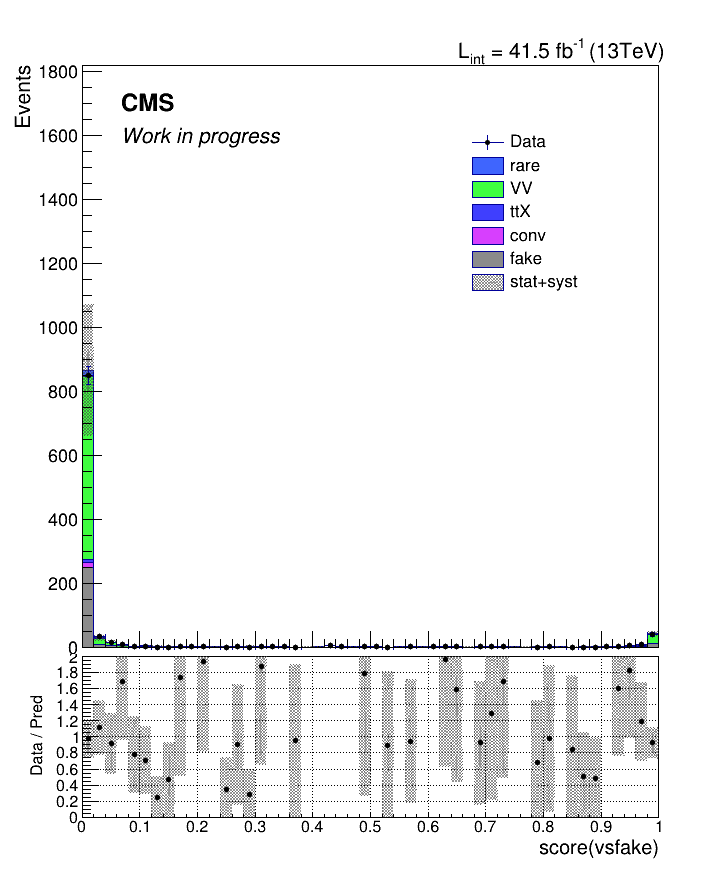 L_int = 41.5 fb^-1 (13TeV)
Events
1800
1600
1400
1200
1000
800
600
400
200
0
CMS
Work in progress
Data
rare
VV
ttX
conv
fake
stat+syst
Data / Pred
2
1.8
1.6
1.4
1.2
1
0.8
0.6
0.4
0.2
0
0 0.1 0.2 0.3 0.4 0.5 0.6 0.7 0.8 0.9 1
score(vsfake)